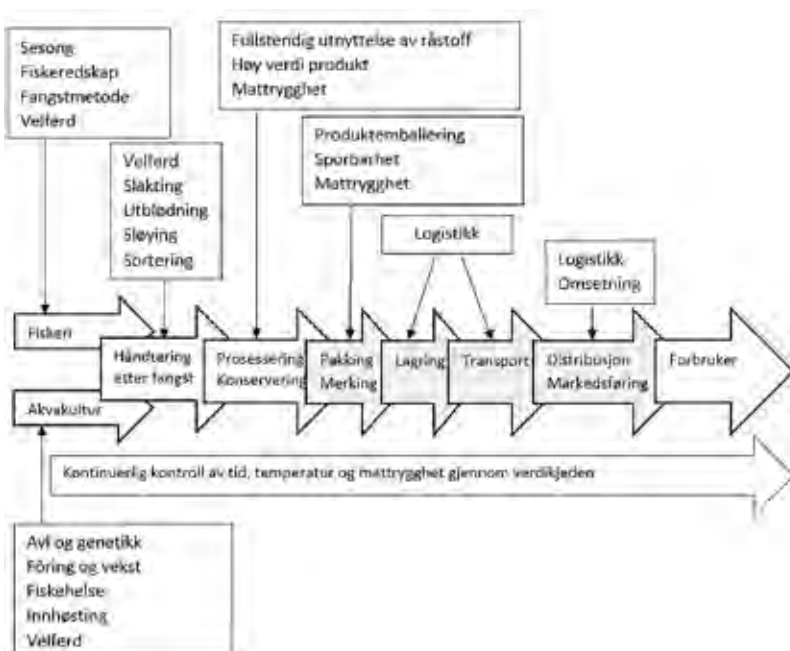 Sesong
Fiskeredskap
Fangstmetode
Velferd
Fullstendig utnyttelse av råstoff
Høy verdi produkt
Mattrygghet
Velferd
Slakting
Utblødning
Sløying
Sortering
Produktemballering
Sporbarhet
Mattrygghet
Logistikk
Logistikk
Omsetning
Fiskeri
Akvakultur
Håndtering
etter fangst
Prosessering
Konservering
Pakking
Merking
Lagring
Transport
Distribusjon
Markedsføring
Forbruker
Kontinuerlig kontroll av tid, temperatur og mattrygghet gjennom verdikjeden
Avl og genetikk
Fôring og vekst
Fiskehelse
Innhøsting
Velferd